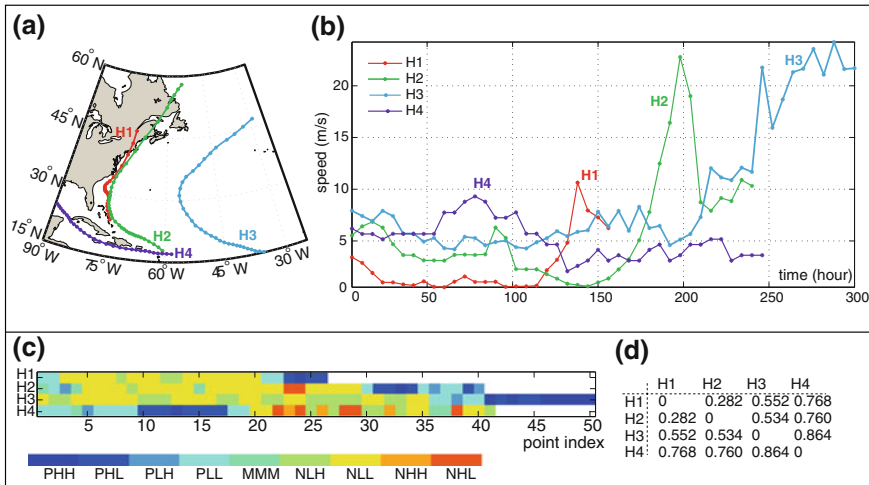 (a)
60° N
45° N
30° N
15° N
90° W
75° W
60° W
45° W
30° W
H1
H2
H3
H4
(b)
H1
H2
H3
H4
speed (m/s)
20
15
10
5
0
50
100
150
200
250
300
time (hour)
H4
H1
H2
H3
(c)
H1
H2
H3
H4
5 10 15 20 25 30 35 40 45 50
point index
PHH PHL PLH PLL MMM NLH NLL NHH NHL
(d)
H1 H2 H3 H4
H1 0 0.282 0.552 0.768
H2 0.282 0 0.534 0.760
H3 0.552 0.534 0 0.864
H4 0.768 0.760 0.864 0